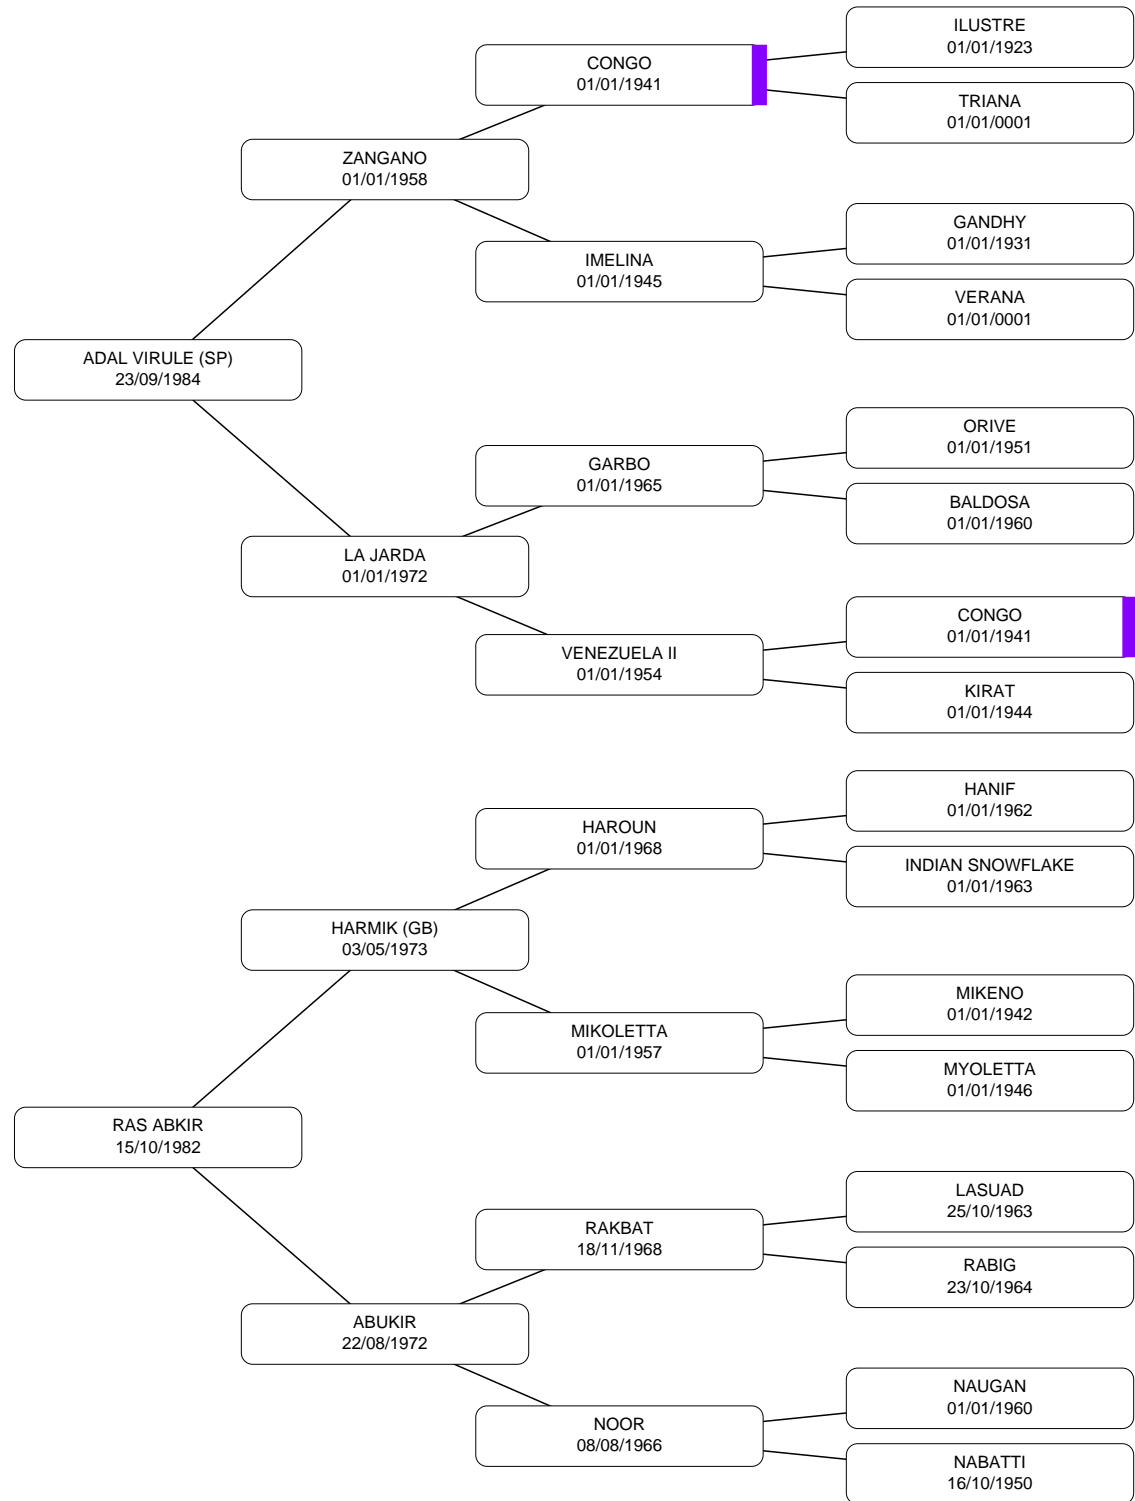 ILUSTRE
01/01/1923
CONGO
01/01/1941
TRIANA
01/01/0001
ZANGANO
01/01/1958
GANDHY
01/01/1931
IMELINA
01/01/1945
VERANA
01/01/0001
ADAL VIRULE (SP)
23/09/1984
ORIVE
01/01/1951
GARBO
01/01/1965
BALDOSA
01/01/1960
LA JARDA
01/01/1972
CONGO
01/01/1941
VENEZUELA II
01/01/1954
KIRAT
01/01/1944
HANIF
01/01/1962
HAROUN
01/01/1968
INDIAN SNOWFLAKE
01/01/1963
HARMIK (GB)
03/05/1973
MIKENO
01/01/1942
MIKOLETTA
01/01/1957
MYOLETTA
01/01/1946
RAS ABKIR
15/10/1982
LASUAD
25/10/1963
RAKBAT
18/11/1968
RABIG
23/10/1964
ABUKIR
22/08/1972
NAUGAN
01/01/1960
NOOR
08/08/1966
NABATTI
16/10/1950